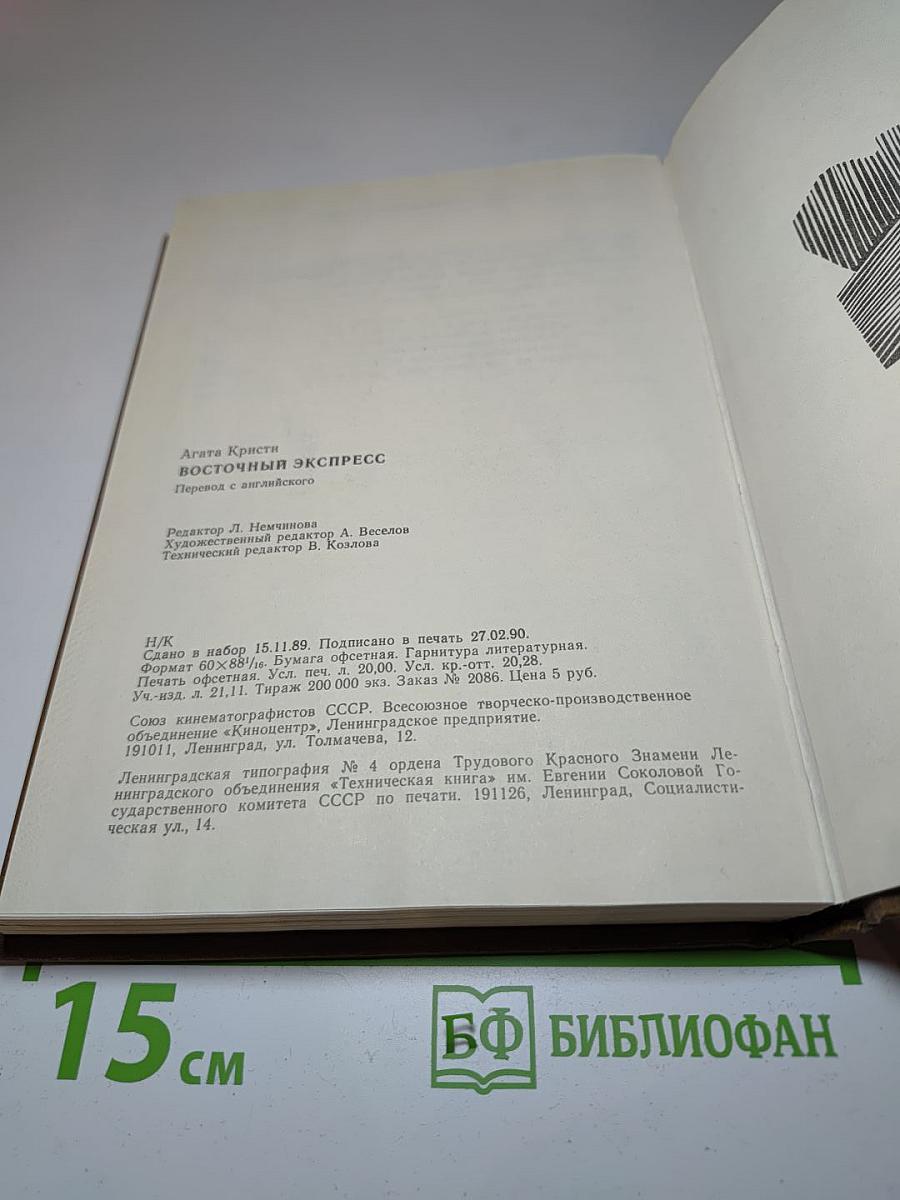 Агата Кристи
ВОСТОЧНЫЙ ЭКСПРЕСС
Перевод с английского
Редактор Л. Немчинова
Художественный редактор А. Веселов
Технический редактор В. Козлова
Н/К
Сдано в набор 15.11.89. Подписано в печать 27.02.90.
Формат 60×88¹/₁₆. Бумага офсетная. Гарнитура литературная.
Печать офсетная. Усл. печ. л. 20,00. Усл. кр.-отт. 20,28.
Уч.-изд. л. 21,11. Тираж 200 000 экз. Заказ № 2086. Цена 5 руб.
Союз кинематографистов СССР. Всесоюзное творческо-производственное
объединение «Киноцентр», Ленинградское предприятие.
191011, Ленинград, ул. Толмачева, 12.
Ленинградская типография № 4 ордена Трудового Красного Знамени Ле-
нинградского объединения «Техническая книга» им. Евгении Соколовой Го-
сударственного комитета СССР по печати. 191126, Ленинград, Социалисти-
ческая ул., 14.
15 см
БФ БИБЛИОФАН